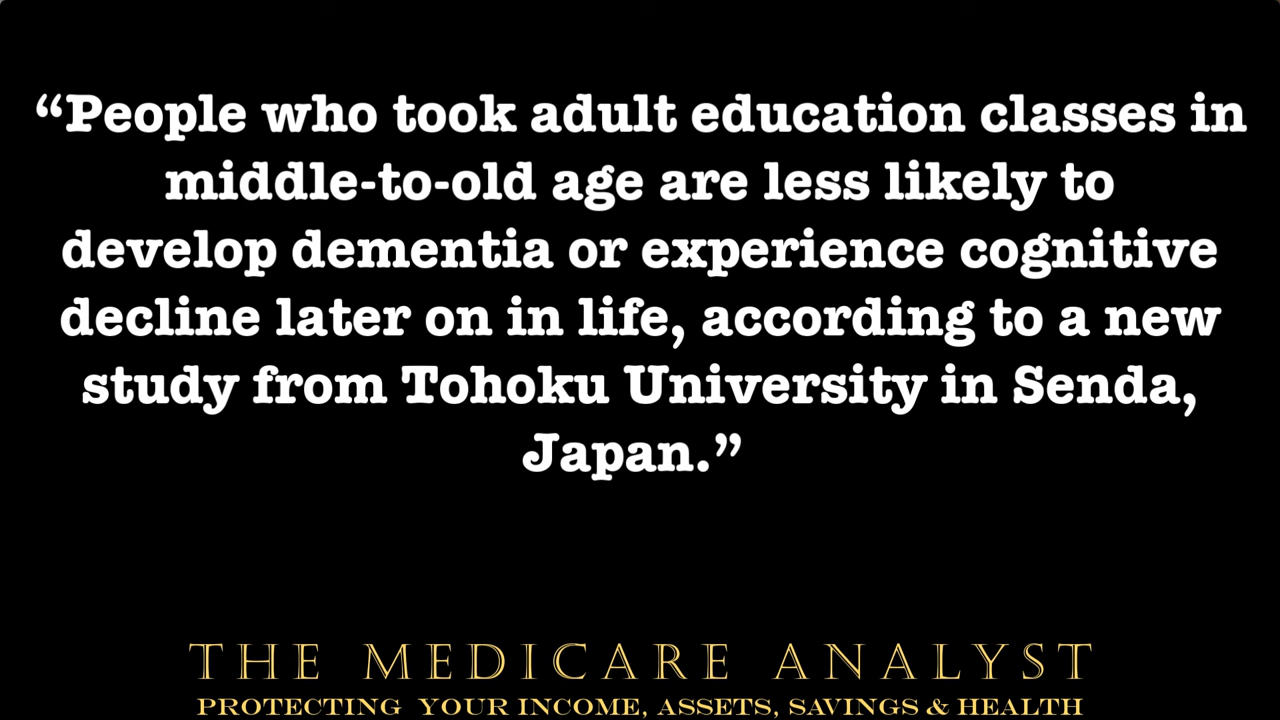 “People who took adult education classes in
middle-to-old age are less likely to
develop dementia or experience cognitive
decline later on in life, according to a new
study from Tohoku University in Senda,
Japan.”
THE MEDICARE ANALYST
PROTECTING YOUR INCOME, ASSETS, SAVINGS & HEALTH